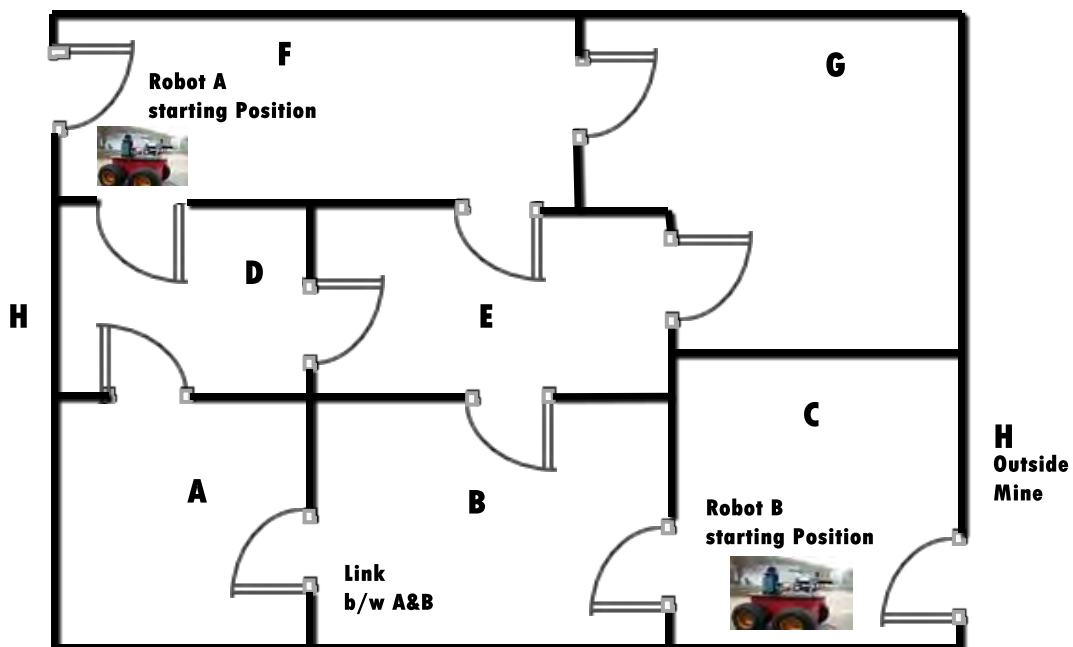 F
G
Robot A
starting Position
D
H
E
C
H
Outside
Mine
A
B
Robot B
starting Position
Link
b/w A&B